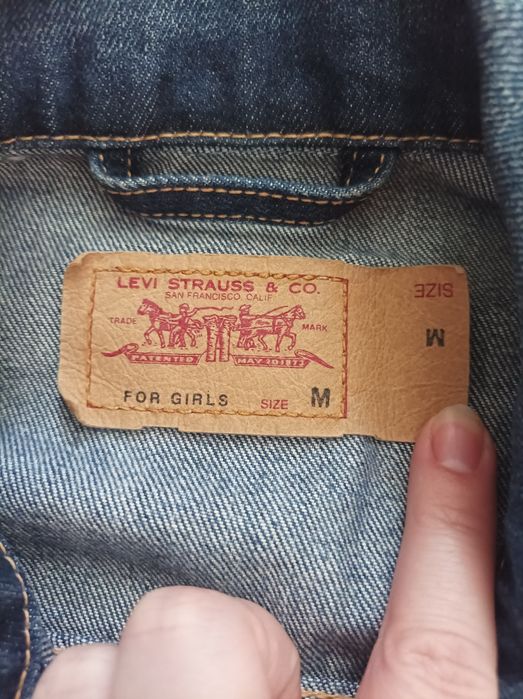 LEVI STRAUSS & CO.
SAN FRANCISCO, CALIF
TRADE MARK
PATENTED MAY 20 1873
FOR GIRLS SIZE M
SIZE
M